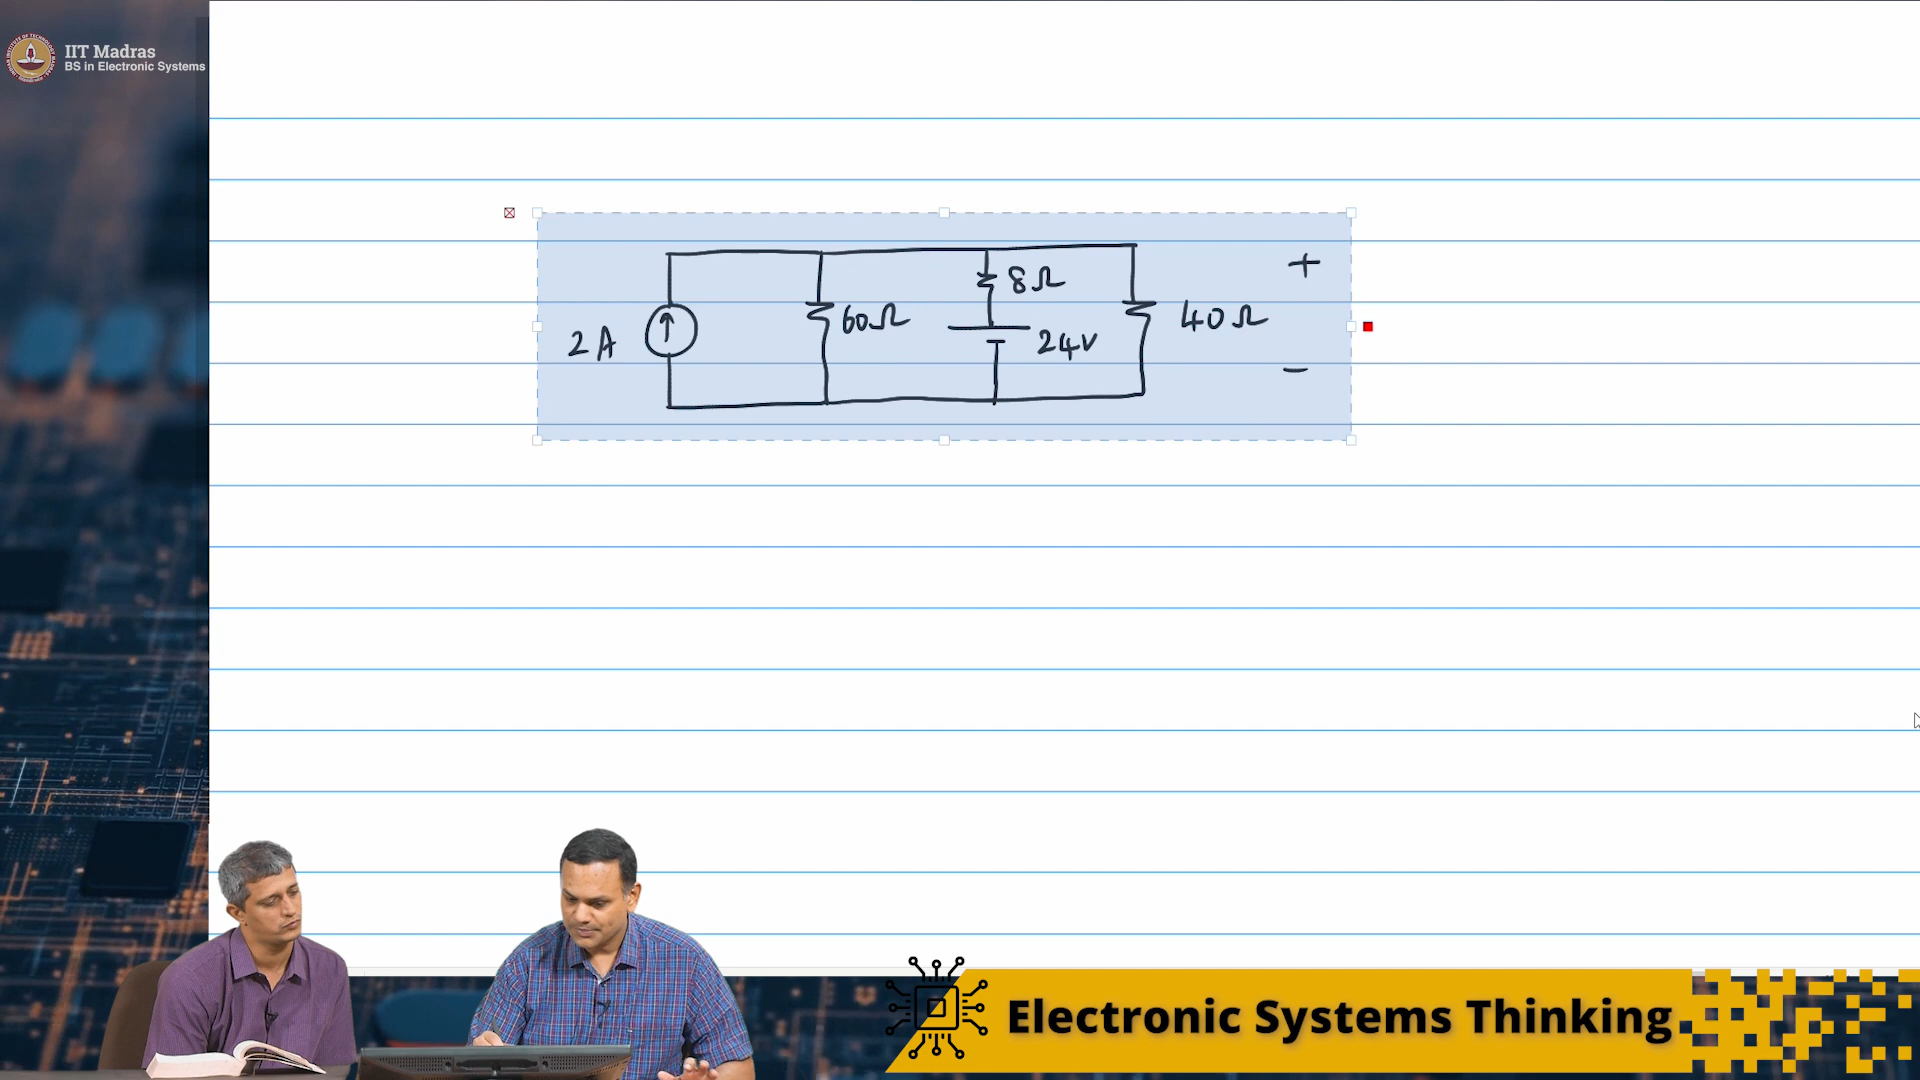 IIT Madras
BS in Electronic Systems
8Ω +
2A 60Ω 24V 40Ω
-
Electronic Systems Thinking